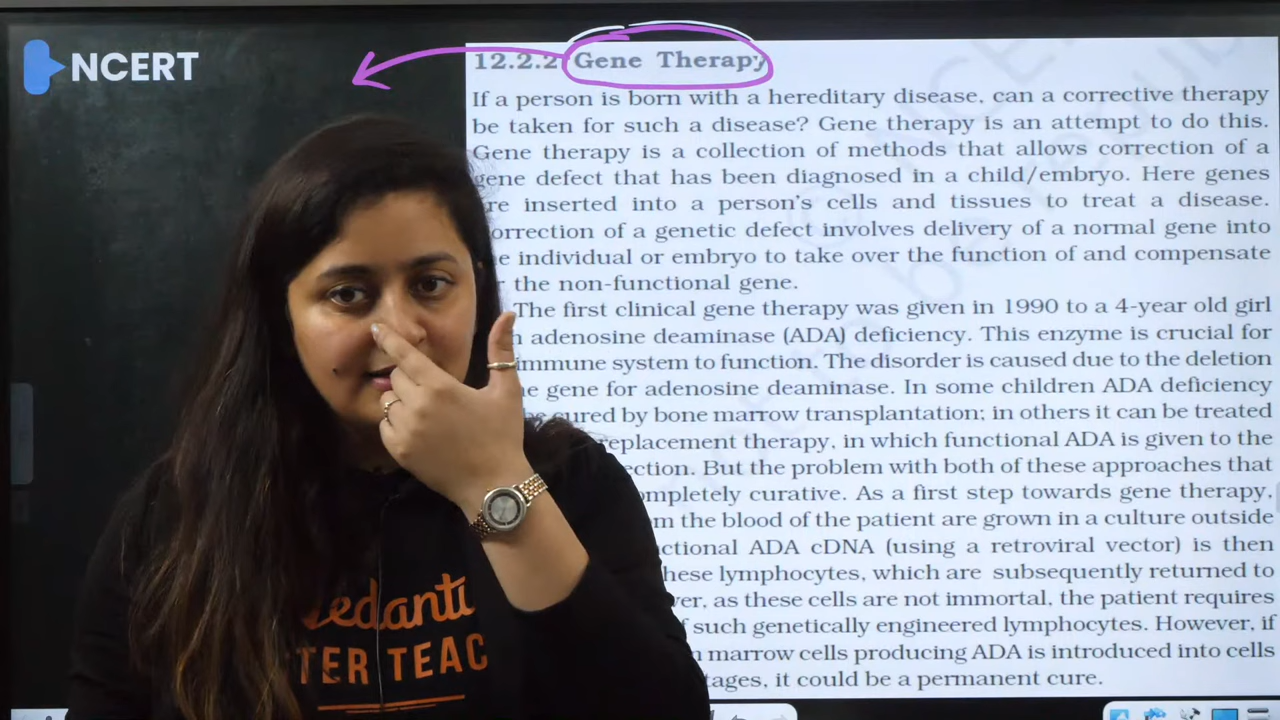 NCERT
12.2.2 Gene Therapy
If a person is born with a hereditary disease, can a corrective therapy
be taken for such a disease? Gene therapy is an attempt to do this.
Gene therapy is a collection of methods that allows correction of a
gene defect that has been diagnosed in a child/embryo. Here genes
inserted into a person's cells and tissues to treat a disease.
of a genetic defect involves delivery of a normal gene into
individual or embryo to take over the function of and compensate
the non-functional gene.
The first clinical gene therapy was given in 1990 to a 4-year old girl
adenosine deaminase (ADA) deficiency. This enzyme is crucial for
immune system to function. The disorder is caused due to the deletion
gene for adenosine deaminase. In some children ADA deficiency
cured by bone marrow transplantation; in others it can be treated
replacement therapy, in which functional ADA is given to the
But the problem with both of these approaches that
completely curative. As a first step towards gene therapy,
the blood of the patient are grown in a culture outside
ADA cDNA (using a retroviral vector) is then
these lymphocytes, which are subsequently returned to
as these cells are not immortal, the patient requires
such genetically engineered lymphocytes. However, if
marrow cells producing ADA is introduced into cells
it could be a permanent cure.
Vedantu
TEAC